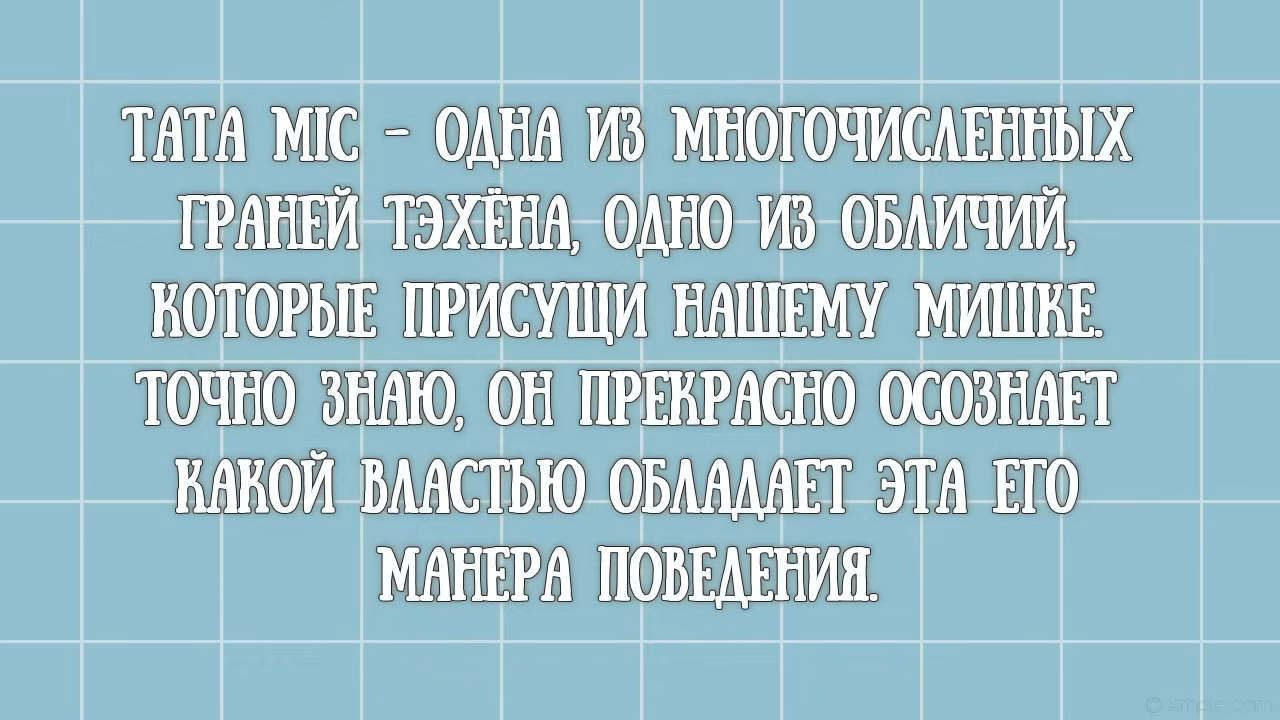 ТАТА MIC - ОДНА ИЗ МНОГОЧИСЛЕННЫХ
ГРАНЕЙ ТЭХЁНА, ОДНО ИЗ ОБЛИЧИЙ,
КОТОРЫЕ ПРИСУЩИ НАШЕМУ МИШКЕ.
ТОЧНО ЗНАЮ, ОН ПРЕКРАСНО ОСОЗНАЕТ
КАКОЙ ВЛАСТЬЮ ОБЛАДАЕТ ЭТА ЕГО
МАНЕРА ПОВЕДЕНИЯ.